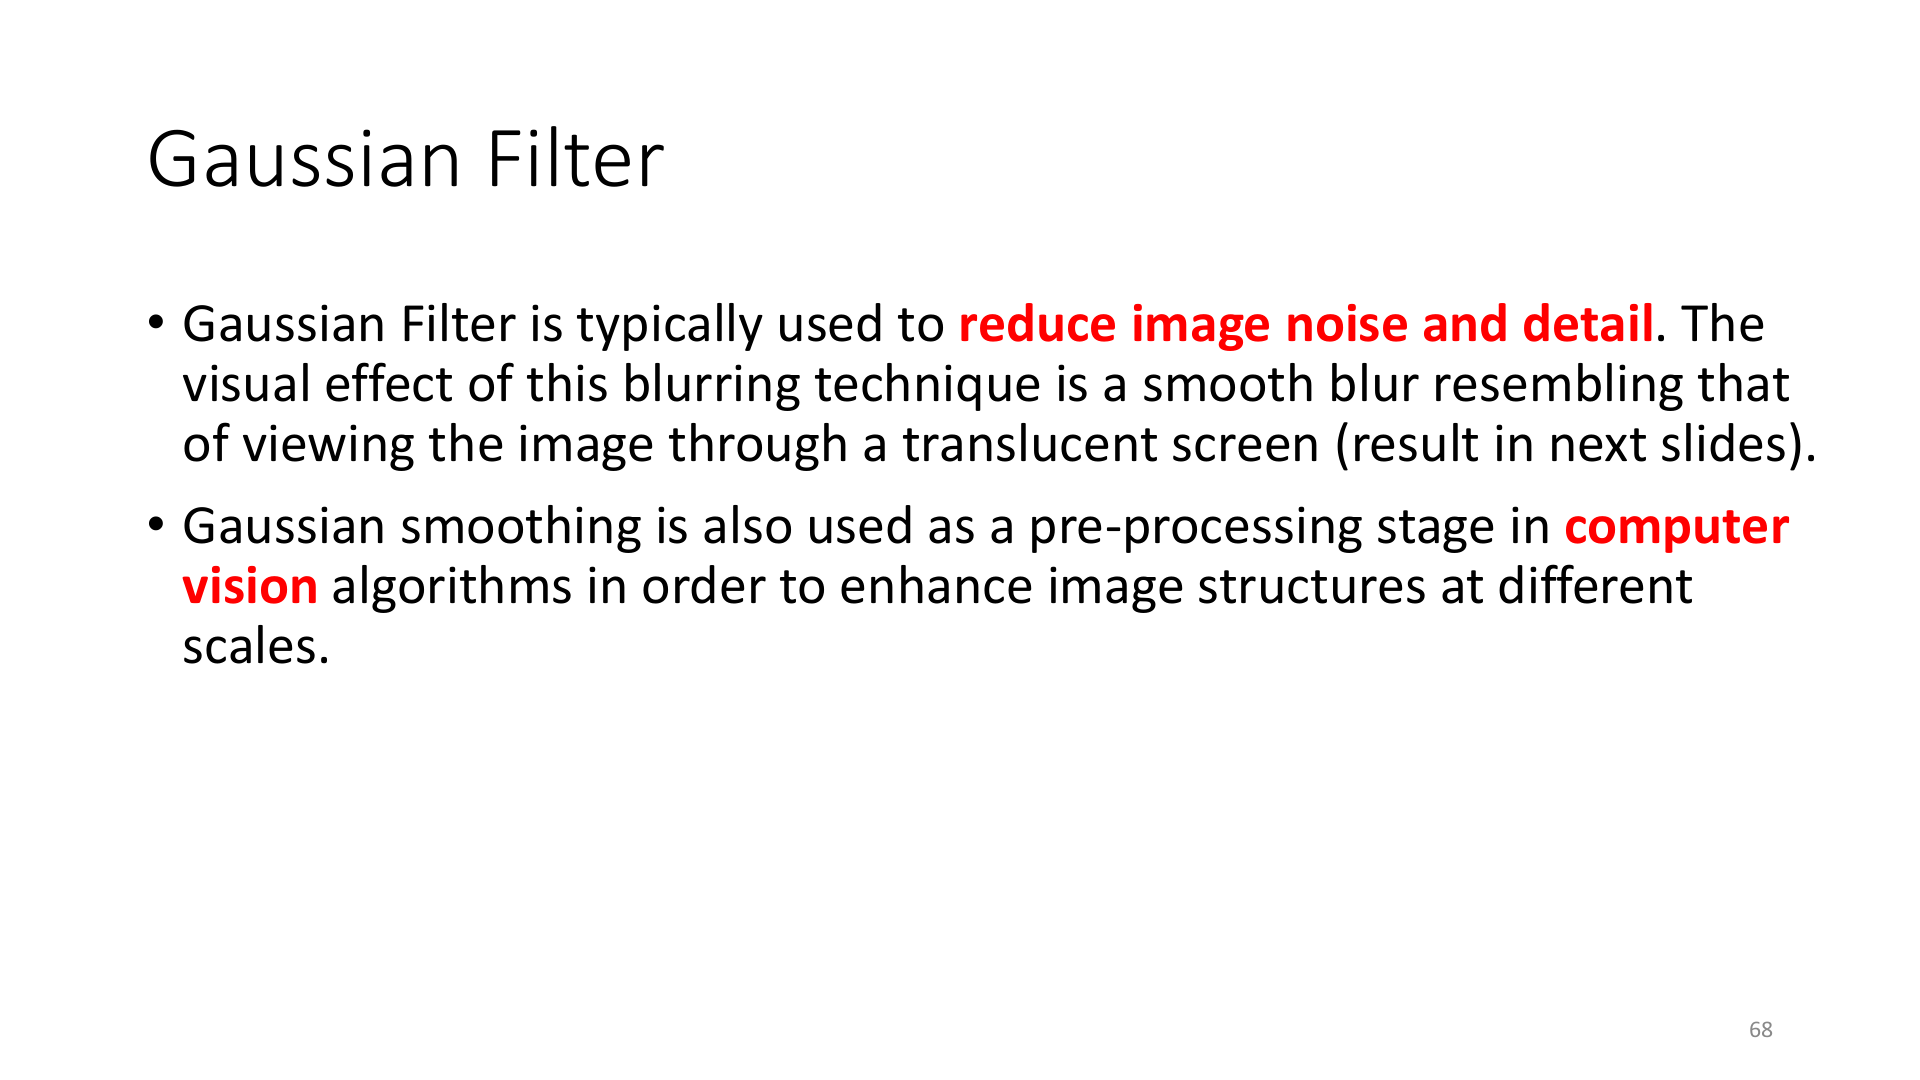 Gaussian Filter
• Gaussian Filter is typically used to reduce image noise and detail. The
visual effect of this blurring technique is a smooth blur resembling that
of viewing the image through a translucent screen (result in next slides).
• Gaussian smoothing is also used as a pre-processing stage in computer
vision algorithms in order to enhance image structures at different
scales.
68